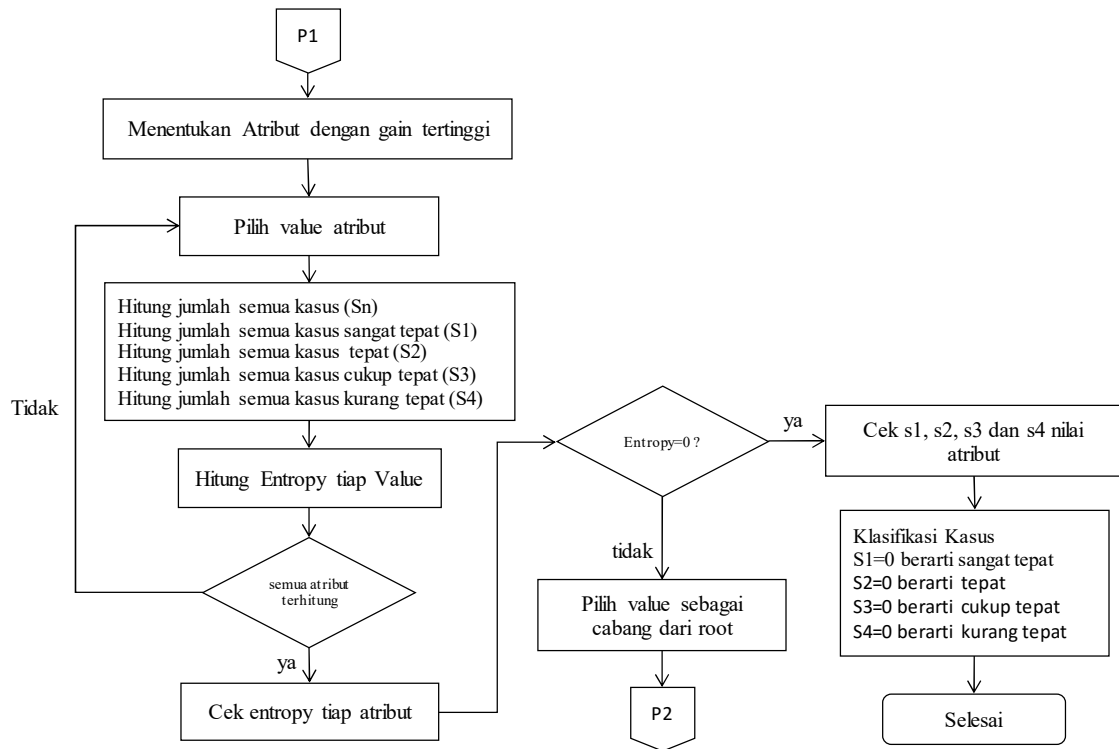 P1
Menentukan Atribut dengan gain tertinggi
Pilih value atribut
Hitung jumlah semua kasus (Sn)
Hitung jumlah semua kasus sangat tepat (S1)
Hitung jumlah semua kasus tepat (S2)
Hitung jumlah semua kasus cukup tepat (S3)
Hitung jumlah semua kasus kurang tepat (S4)
Tidak
Hitung Entropy tiap Value
semua atribut
terhitung
ya
Cek entropy tiap atribut
Entropy=0 ?
ya
Cek s1, s2, s3 dan s4 nilai
atribut
tidak
Pilih value sebagai
cabang dari root
P2
Klasifikasi Kasus
S1=0 berarti sangat tepat
S2=0 berarti tepat
S3=0 berarti cukup tepat
S4=0 berarti kurang tepat
Selesai